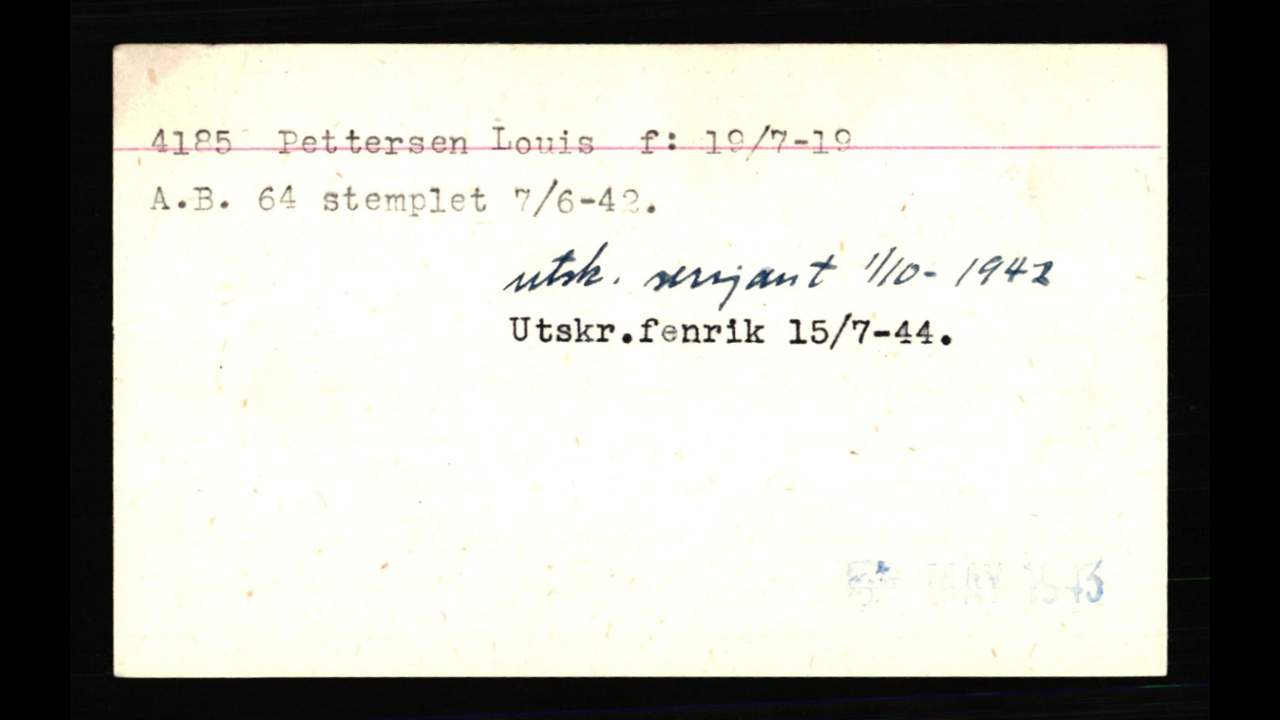 4185 Pettersen Louis f: 19/7-19
A.B. 64 stemplet 7/6-42.
utsk. sersjant 1/10- 1942
Utskr.fenrik 15/7-44.
MAY